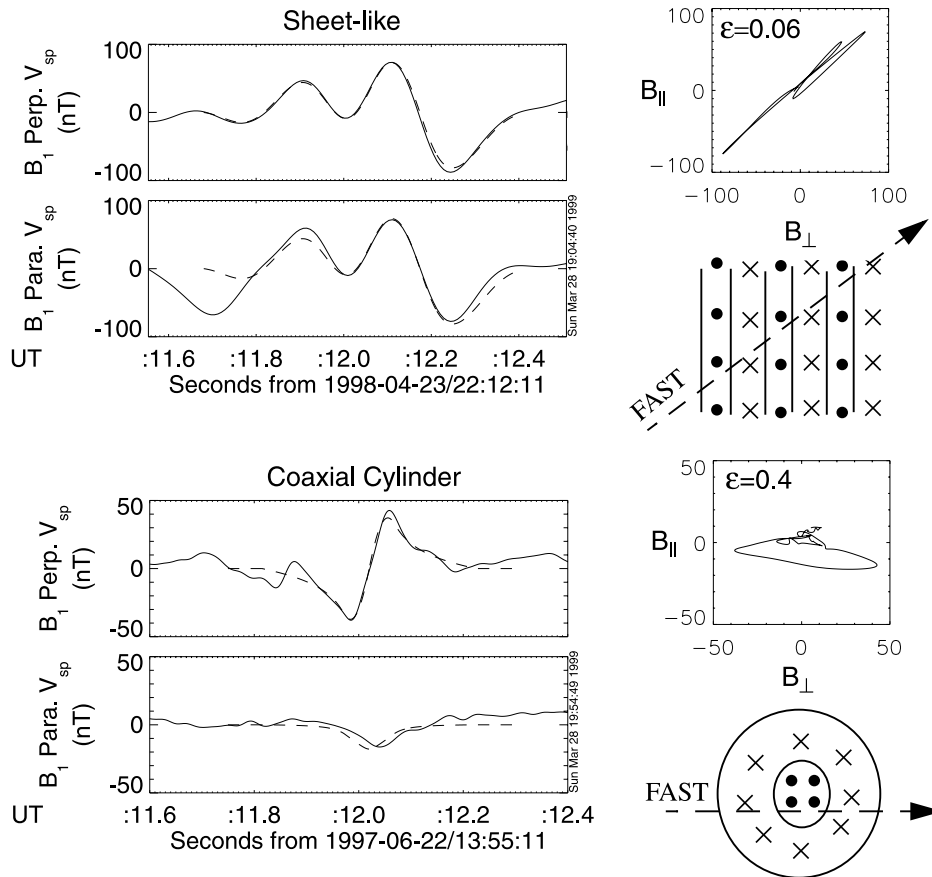 Sheet-like
B₁ Perp. Vsp
(nT)
100
0
-100
B₁ Para. Vsp
(nT)
100
0
-100
Sun Mar 28 19:04:40 1999
UT
:11.6
:11.8
:12.0
:12.2
:12.4
Seconds from 1998-04-23/22:12:11
ε=0.06
B||
100
0
-100
-100
0
100
B⊥
FAST
Coaxial Cylinder
B₁ Perp. Vsp
(nT)
50
0
-50
B₁ Para. Vsp
(nT)
50
0
-50
Sun Mar 28 19:54:49 1999
UT
:11.6
:11.8
:12.0
:12.2
:12.4
Seconds from 1997-06-22/13:55:11
ε=0.4
B||
50
0
-50
-50
0
50
B⊥
FAST